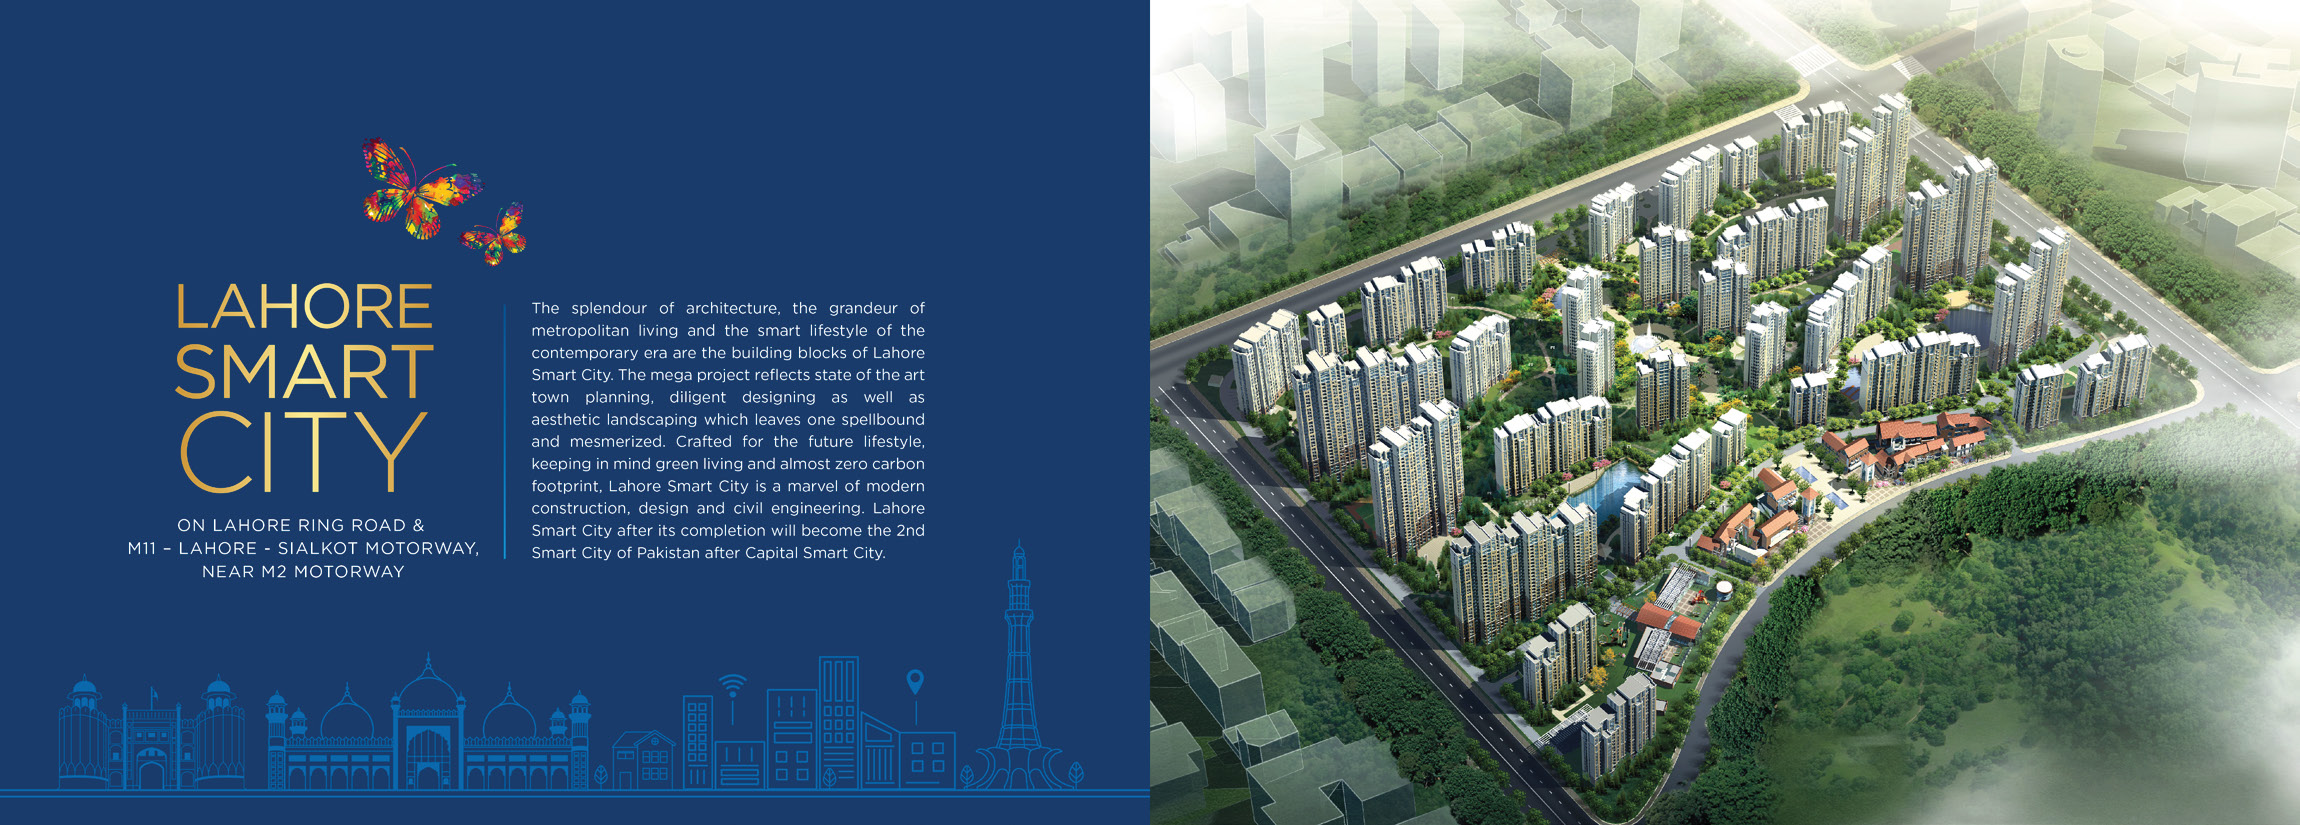 LAHORE
SMART
CITY
ON LAHORE RING ROAD &
M11 – LAHORE - SIALKOT MOTORWAY,
NEAR M2 MOTORWAY
The splendour of architecture, the grandeur of
metropolitan living and the smart lifestyle of the
contemporary era are the building blocks of Lahore
Smart City. The mega project reflects state of the art
town planning, diligent designing as well as
aesthetic landscaping which leaves one spellbound
and mesmerized. Crafted for the future lifestyle,
keeping in mind green living and almost zero carbon
footprint, Lahore Smart City is a marvel of modern
construction, design and civil engineering. Lahore
Smart City after its completion will become the 2nd
Smart City of Pakistan after Capital Smart City.